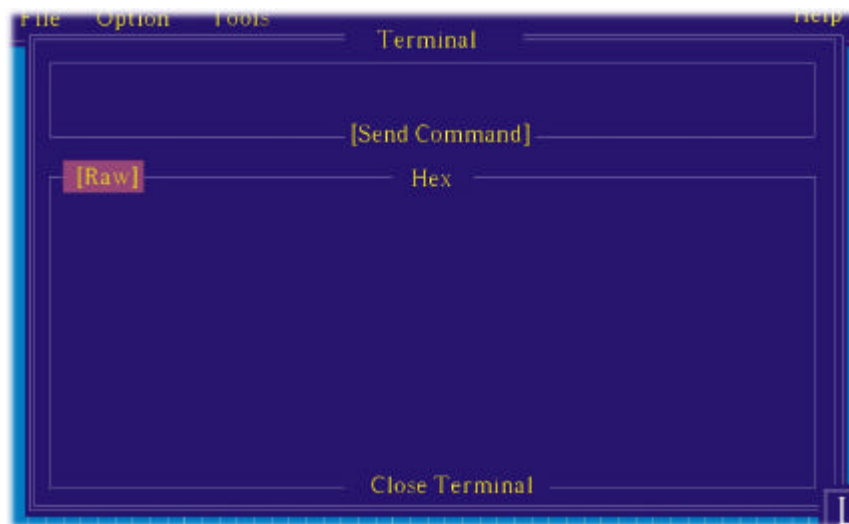 File Option Tools Help
Terminal
[Send Command]
[Raw] Hex
Close Terminal